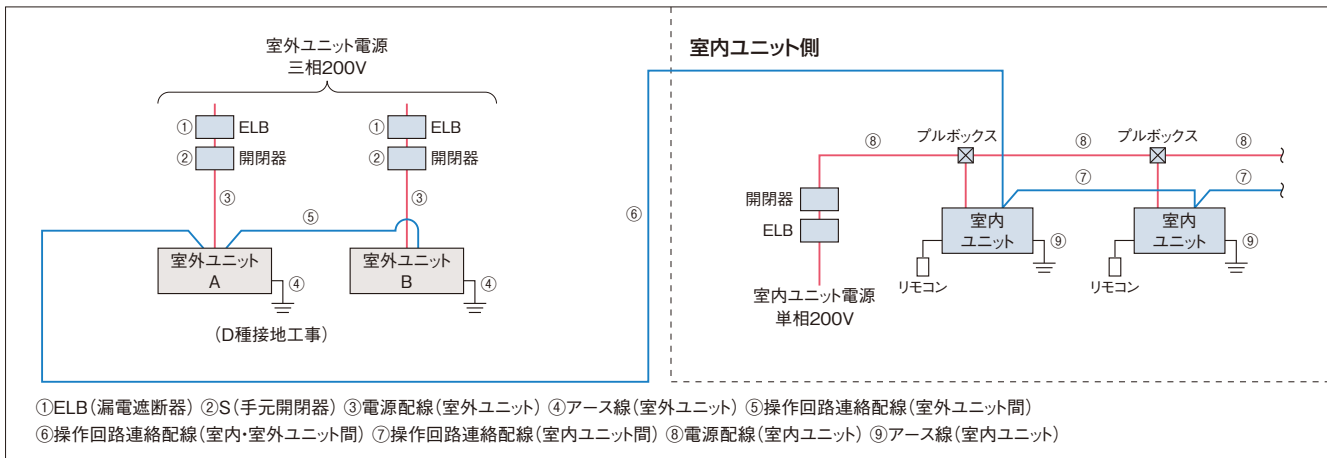 室外ユニット電源
三相200V
① ELB ① ELB
② 開閉器 ② 開閉器
③ ③
⑤
室外ユニット
A
室外ユニット
B
④ ④
(D種接地工事)
⑥
室内ユニット側
プルボックス プルボックス
⑧ ⑧ ⑧
⑦ ⑦
開閉器
ELB
室内
ユニット
室内
ユニット
⑨ ⑨
リモコン リモコン
室内ユニット電源
単相200V
①ELB(漏電遮断器) ②S(手元開閉器) ③電源配線(室外ユニット) ④アース線(室外ユニット) ⑤操作回路連絡配線(室外ユニット間)
⑥操作回路連絡配線(室内・室外ユニット間) ⑦操作回路連絡配線(室内ユニット間) ⑧電源配線(室内ユニット) ⑨アース線(室内ユニット)